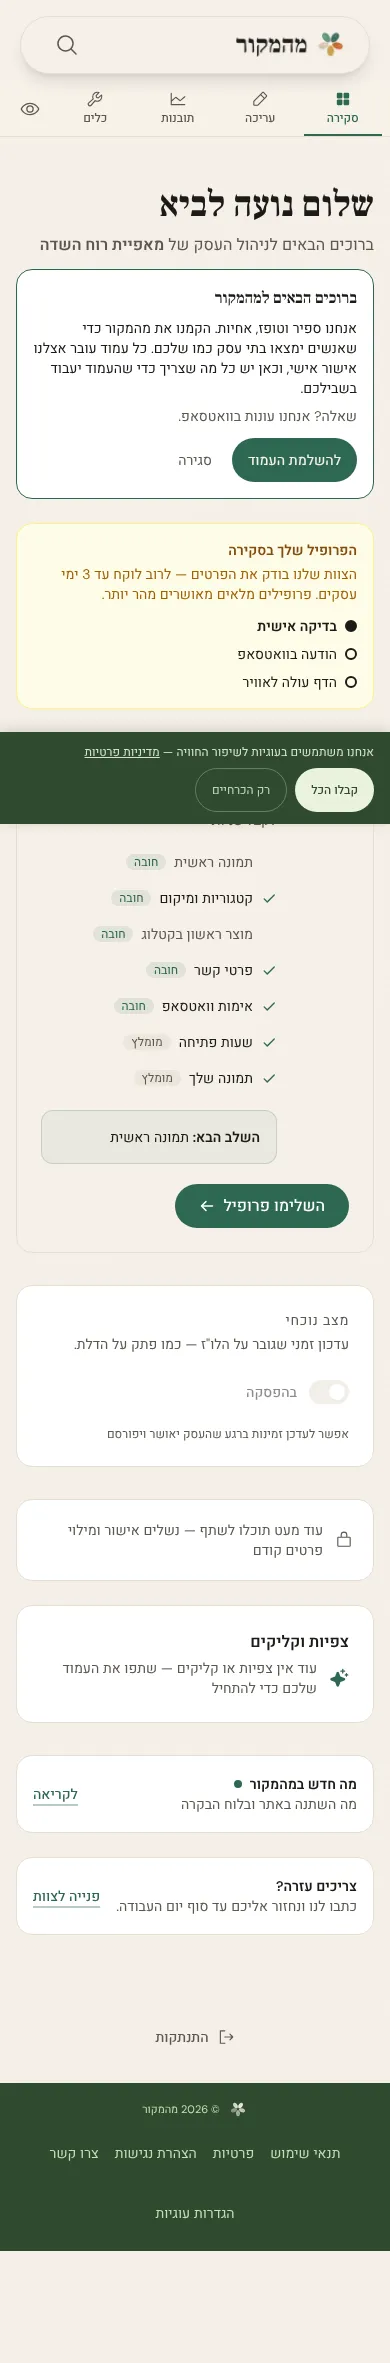 מהמקור
סקירה
עריכה
תובנות
כלים
שלום נועה לביא
ברוכים הבאים לניהול העסק של מאפיית רוח השדה
ברוכים הבאים למהמקור
אנחנו ספיר וטופז, אחיות. הקמנו את מהמקור כדי
שאנשים ימצאו בתי עסק כמו שלכם. כל עמוד עובר אצלנו
אישור אישי, וכאן יש כל מה שצריך כדי שהעמוד יעבוד
בשבילכם.
שאלה? אנחנו עונות בוואטסאפ.
להשלמת העמוד
סגירה
הפרופיל שלך בסקירה
הצוות שלנו בודק את הפרטים — לרוב לוקח עד 3 ימי
עסקים. פרופילים מלאים מאושרים מהר יותר.
בדיקה אישית
הודעה בוואטסאפ
הדף עולה לאוויר
אנחנו משתמשים בעוגיות לשיפור החוויה — מדיניות פרטיות
קבלו הכל
רק הכרחיים
תמונה ראשית חובה
קטגוריות ומיקום חובה
מוצר ראשון בקטלוג חובה
פרטי קשר חובה
אימות וואטסאפ חובה
שעות פתיחה מומלץ
תמונה שלך מומלץ
השלב הבא: תמונה ראשית
השלימו פרופיל
מצב נוכחי
עדכון זמני שגובר על הלו"ז — כמו פתק על הדלת.
בהפסקה
אפשר לעדכן זמינות ברגע שהעסק יאושר ויפורסם
עוד מעט תוכלו לשתף — נשלים אישור ומילוי
פרטים קודם
צפיות וקליקים
עוד אין צפיות או קליקים — שתפו את העמוד
שלכם כדי להתחיל
מה חדש במהמקור
מה השתנה באתר ובלוח הבקרה
לקריאה
צריכים עזרה?
כתבו לנו ונחזור אליכם עד סוף יום העבודה.
פנייה לצוות
התנתקות
© 2026 מהמקור
תנאי שימוש
פרטיות
הצהרת נגישות
צרו קשר
הגדרות עוגיות